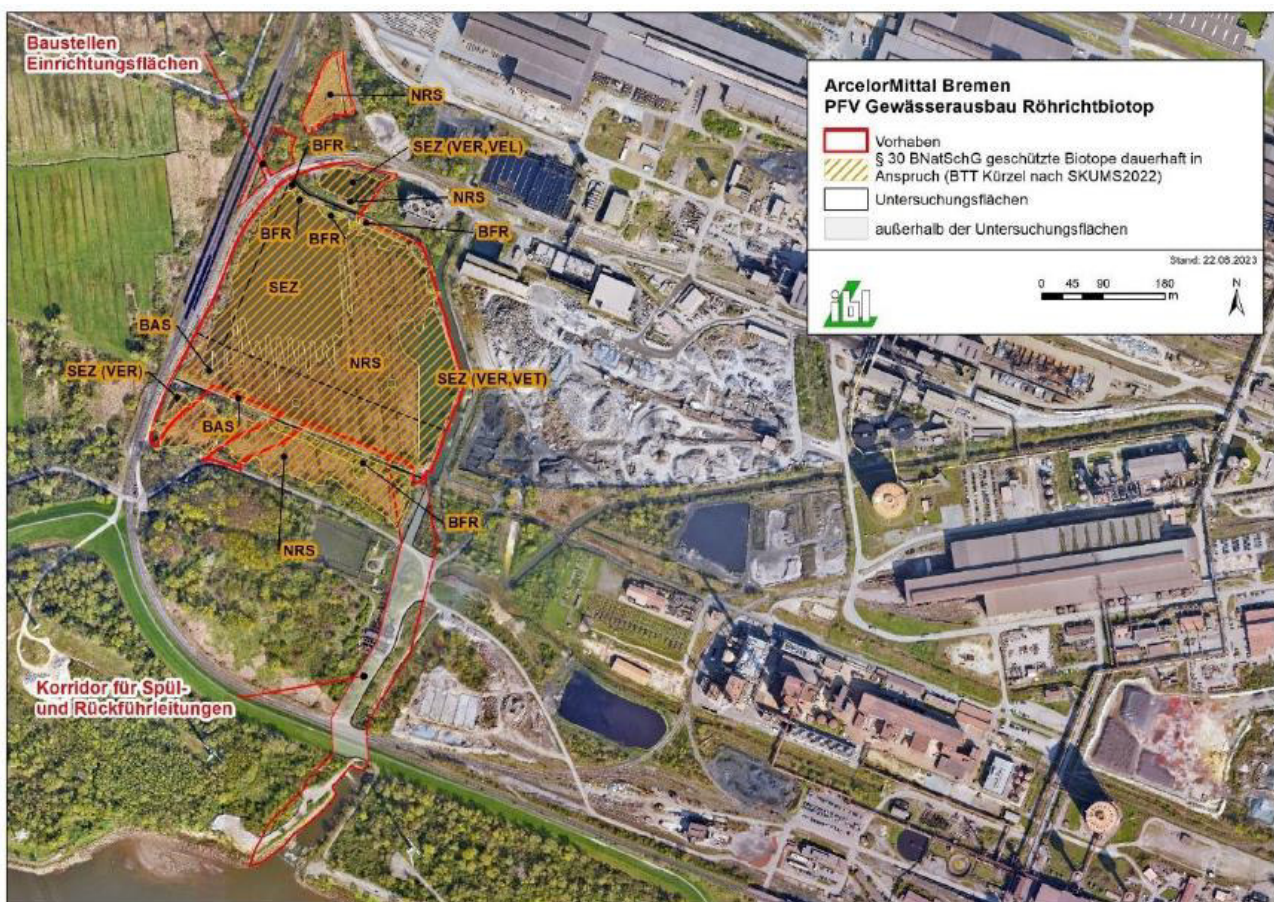 Baustellen
Einrichtungsflächen
NRS
BFR
SEZ (VER,VEL)
NRS
BFR
BFR
BFR
SEZ
BAS
NRS
SEZ (VER)
SEZ (VER,VET)
BAS
BFR
NRS
Korridor für Spül-
und Rückführleitungen
ArcelorMittal Bremen
PFV Gewässerausbau Röhrichtbiotop
Vorhaben
§ 30 BNatSchG geschützte Biotope dauerhaft in
Anspruch (BTT Kürzel nach SKUMS2022)
Untersuchungsflächen
außerhalb der Untersuchungsflächen
Stand: 22.08.2023
ibl
0 45 90 180
m
N